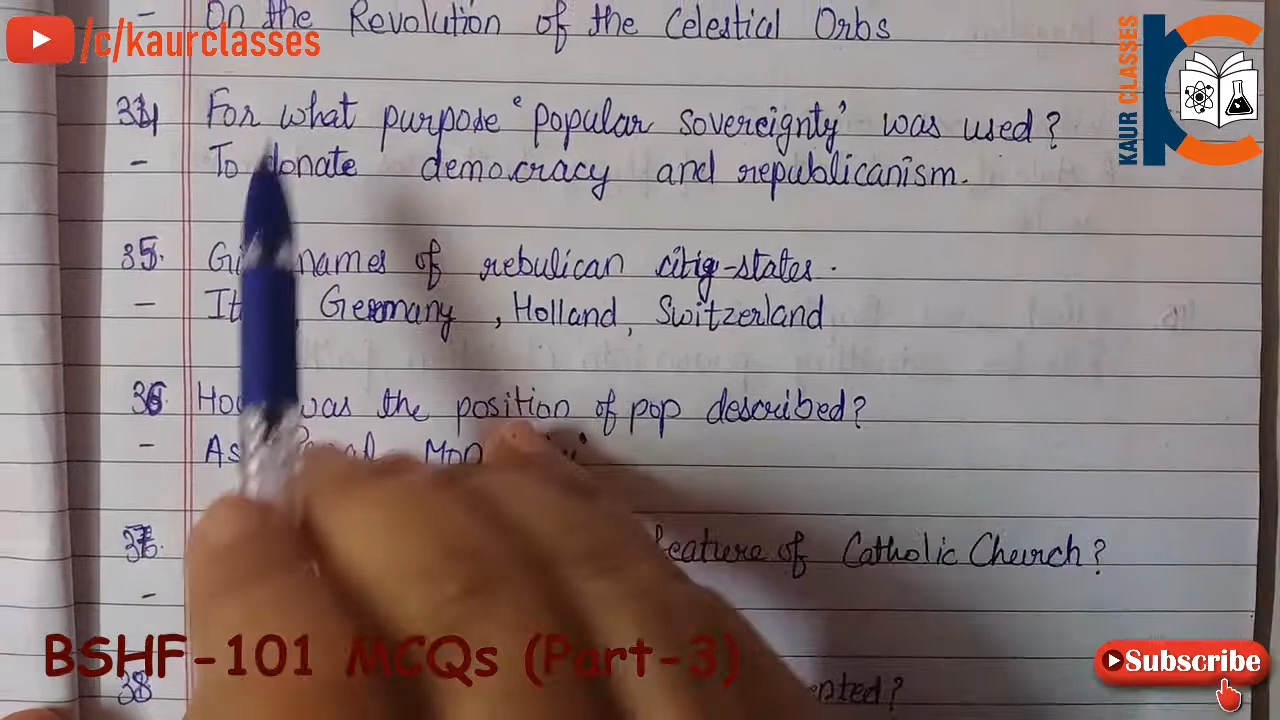 - On the Revolution of the Celestial Orbs
/c/kaurclasses
KAUR CLASSES
34 For what purpose 'popular sovereignty' was used?
- To donate democracy and republicanism.
35. names of rebulican citig-states.
- Germany, Holland, Switzerland
36. was the position of pop described?
- As
37. feature of Catholic Church?
-
BSHF-101 MCQs (Part-3)
38
Subscribe